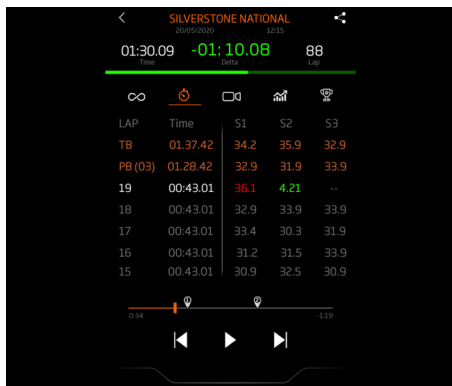 SILVERSTONE NATIONAL
20/05/2020 12:15
01:30.09 -01:10.08 88
Time Delta Lap
LAP Time S1 S2 S3
TB 01.37.42 34.2 35.9 32.9
PB (03) 01.28.42 32.9 31.9 33.9
19 00:43.01 36.1 4.21 --
18 00:43.01 32.9 33.9 33.9
17 00:43.01 33.4 30.3 31.9
16 00:43.01 31.2 31.5 33.9
15 00.43.01 30.9 32.5 30.9
1 2
0:34 -1:19